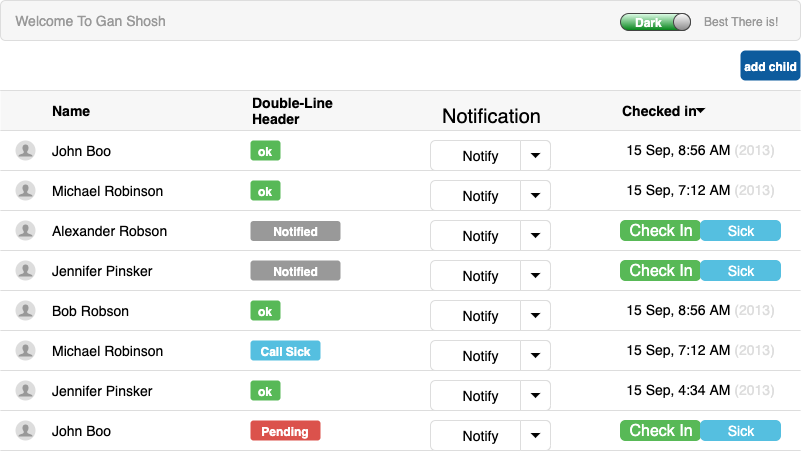 Welcome To Gan Shosh Dark Best There is!
add child
Name Double-Line Header Notification Checked in
John Boo ok Notify 15 Sep, 8:56 AM (2013)
Michael Robinson ok Notify 15 Sep, 7:12 AM (2013)
Alexander Robson Notified Notify Check In Sick
Jennifer Pinsker Notified Notify Check In Sick
Bob Robson ok Notify 15 Sep, 8:56 AM (2013)
Michael Robinson Call Sick Notify 15 Sep, 7:12 AM (2013)
Jennifer Pinsker ok Notify 15 Sep, 4:34 AM (2013)
John Boo Pending Notify Check In Sick